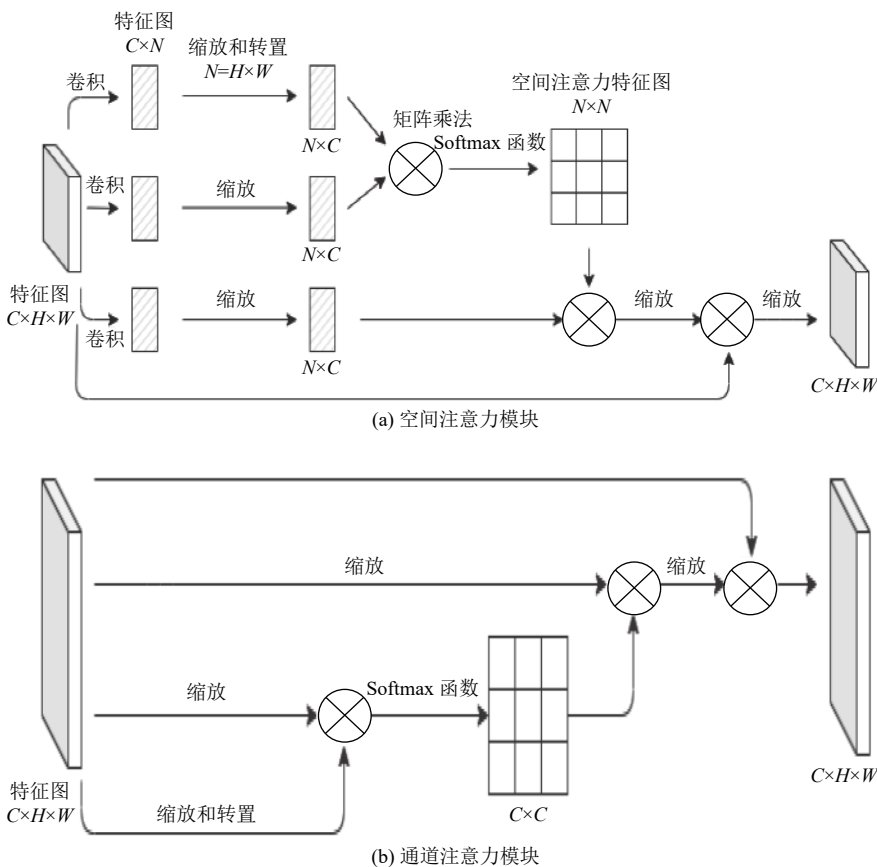 特征图
C×N
缩放和转置
N=H×W
卷积
N×C
矩阵乘法
Softmax 函数
空间注意力特征图
N×N
卷积
缩放
N×C
特征图
C×H×W
卷积
缩放
N×C
缩放
缩放
C×H×W
(a) 空间注意力模块
缩放
缩放
缩放
Softmax 函数
特征图
C×H×W
缩放和转置
C×C
C×H×W
(b) 通道注意力模块